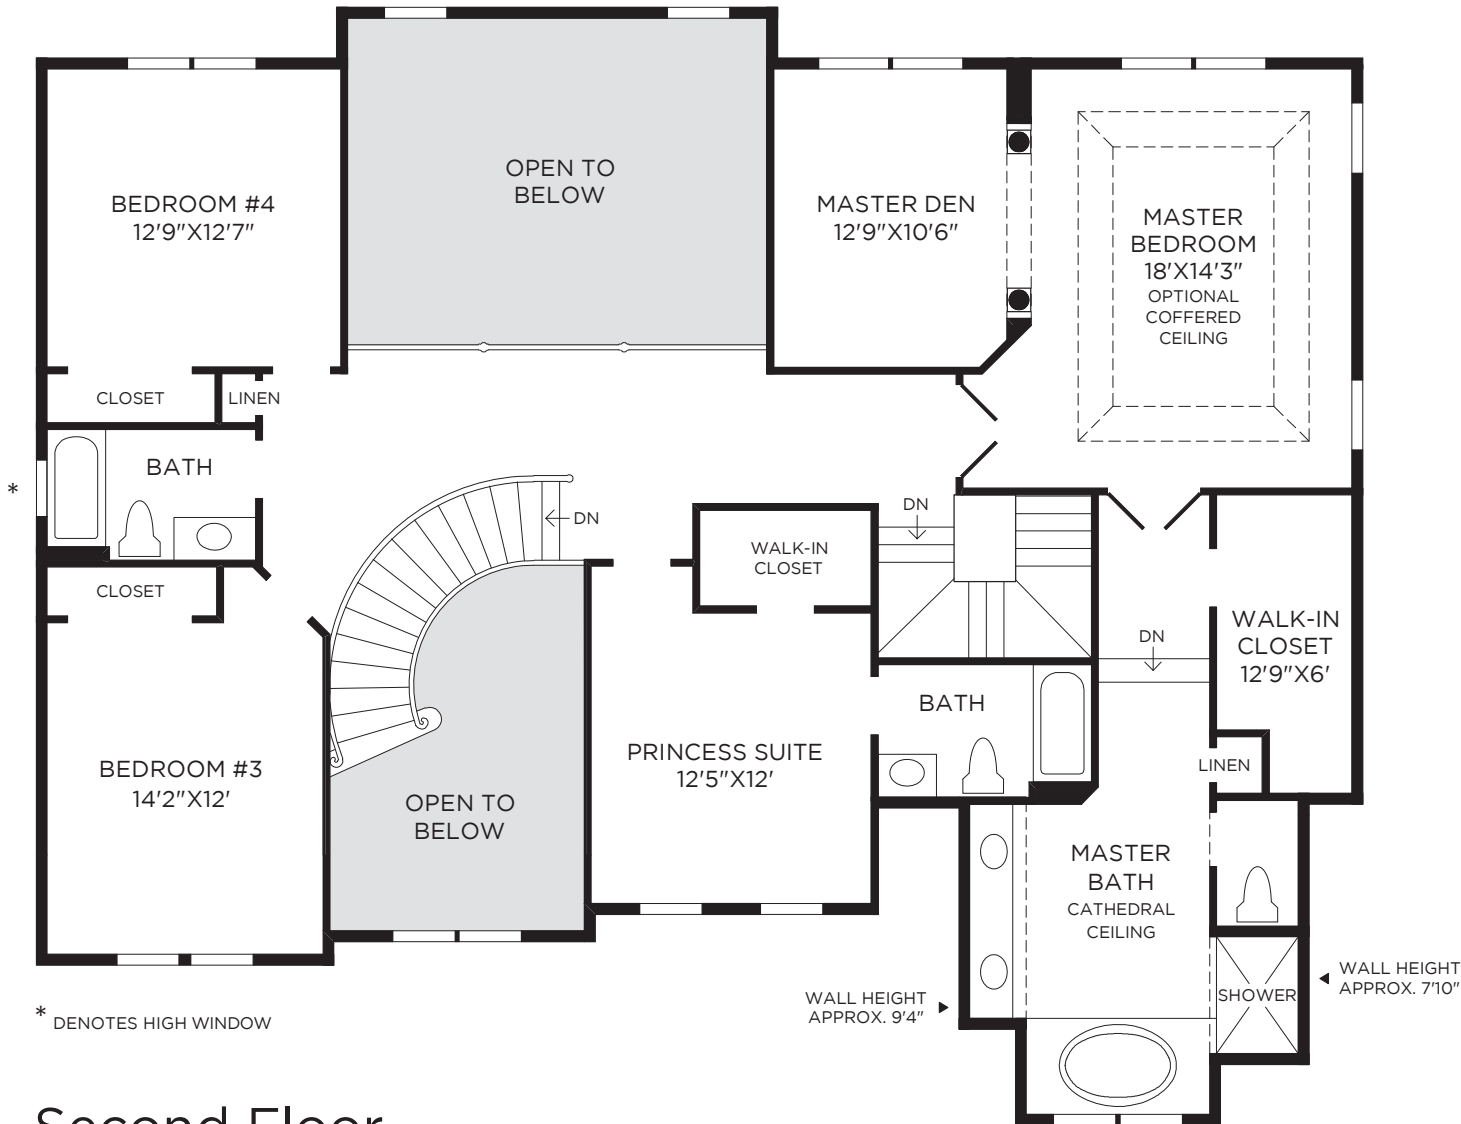 OPEN TO
BELOW
BEDROOM #4
12'9"X12'7"
MASTER DEN
12'9"X10'6"
MASTER
BEDROOM
18'X14'3"
OPTIONAL
COFFERED
CEILING
CLOSET
LINEN
BATH
*
DN
DN
WALK-IN
CLOSET
CLOSET
WALK-IN
CLOSET
12'9"X6'
DN
BATH
PRINCESS SUITE
12'5"X12'
LINEN
BEDROOM #3
14'2"X12'
OPEN TO
BELOW
MASTER
BATH
CATHEDRAL
CEILING
WALL HEIGHT
APPROX. 9'4"
SHOWER
WALL HEIGHT
APPROX. 7'10"
* DENOTES HIGH WINDOW
Second Floor